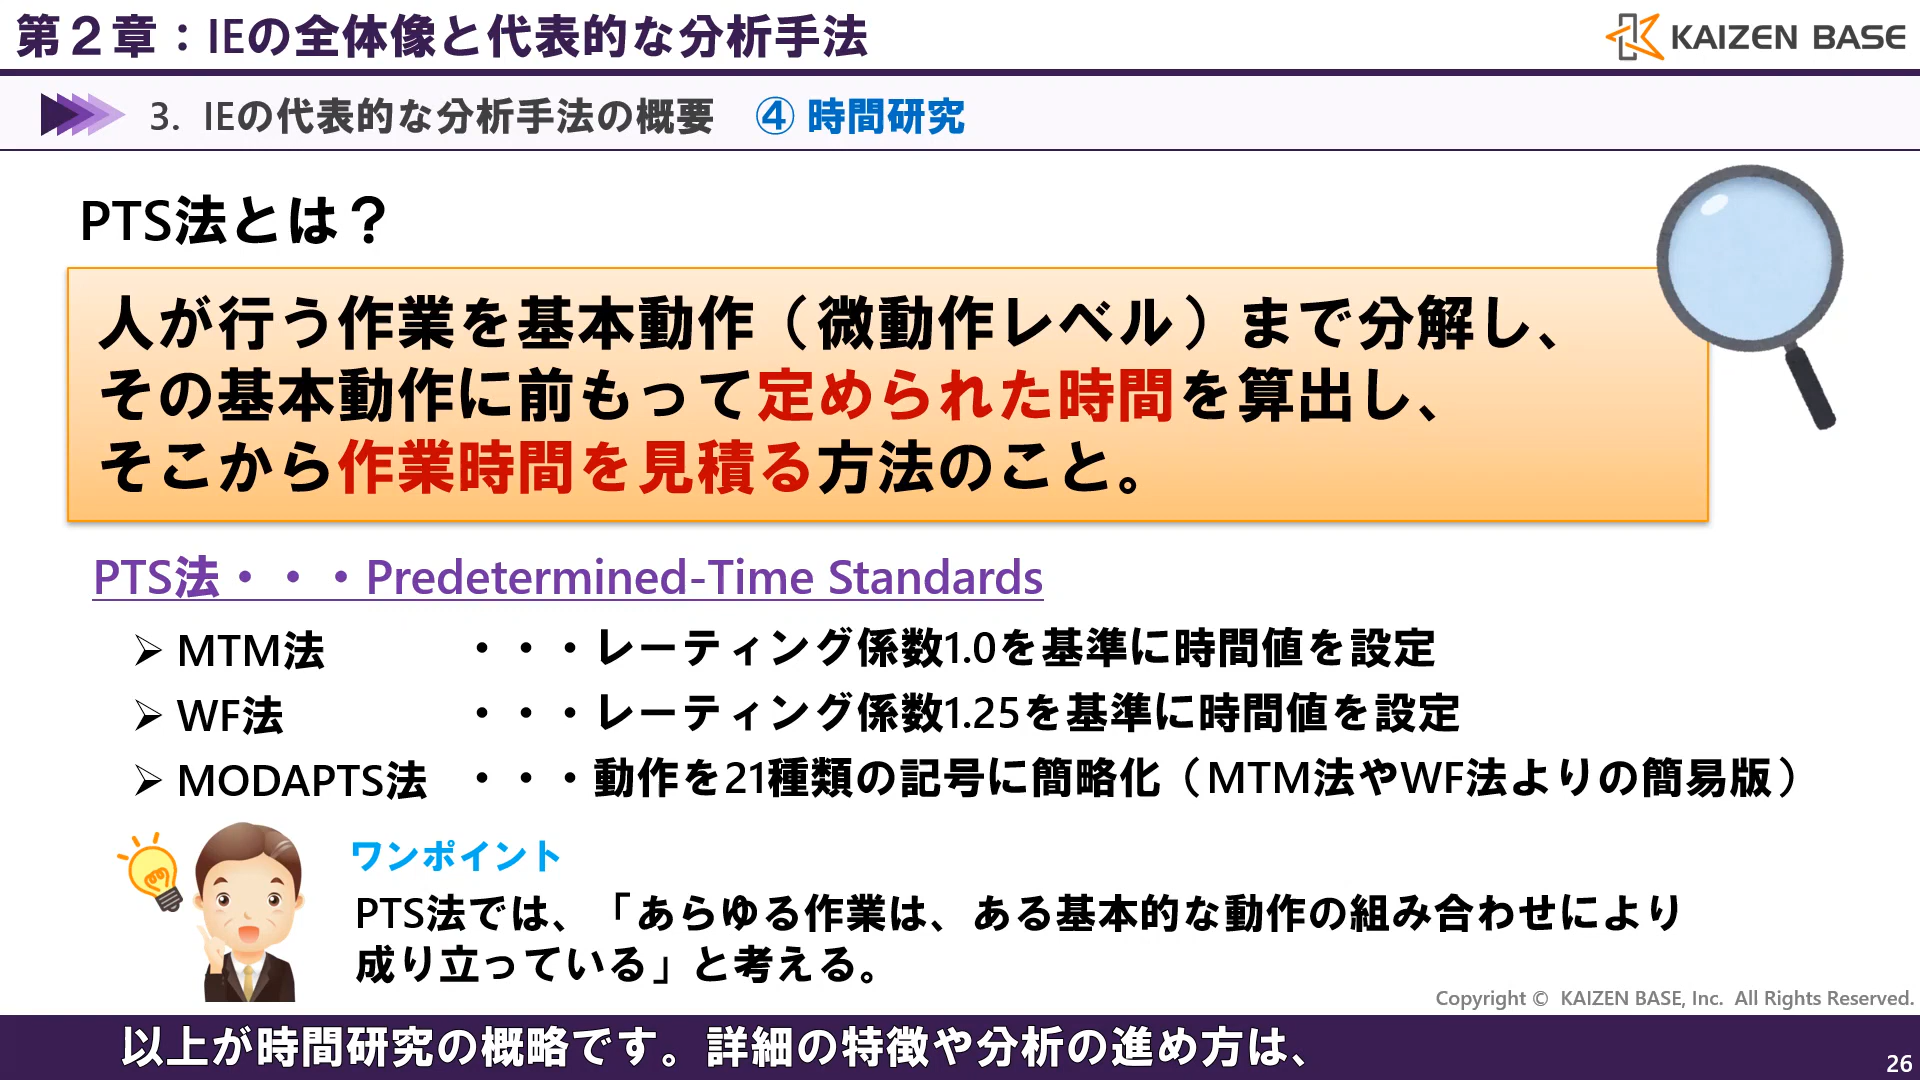 第２章：IEの全体像と代表的な分析手法
KAIZEN BASE
3. IEの代表的な分析手法の概要 ④ 時間研究
PTS法とは？
人が行う作業を基本動作（微動作レベル）まで分解し、
その基本動作に前もって定められた時間を算出し、
そこから作業時間を見積る方法のこと。
PTS法・・・Predetermined-Time Standards
➢ MTM法 ・・・レーティング係数1.0を基準に時間値を設定
➢ WF法 ・・・レーティング係数1.25を基準に時間値を設定
➢ MODAPTS法 ・・・動作を21種類の記号に簡略化（MTM法やWF法よりの簡易版）
ワンポイント
PTS法では、「あらゆる作業は、ある基本的な動作の組み合わせにより
成り立っている」と考える。
Copyright © KAIZEN BASE, Inc. All Rights Reserved.
以上が時間研究の概略です。詳細の特徴や分析の進め方は、
26